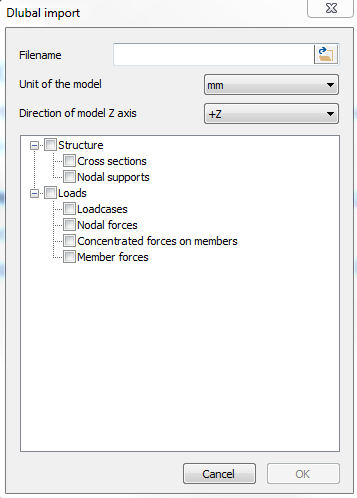 Dlubal import
Filename
Unit of the model mm
Direction of model Z axis +Z
Structure
Cross sections
Nodal supports
Loads
Loadcases
Nodal forces
Concentrated forces on members
Member forces
Cancel OK